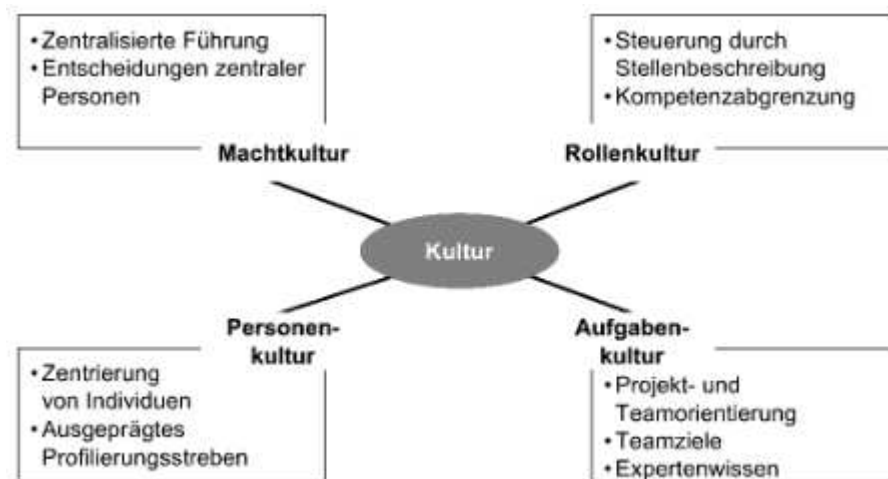 • Zentralisierte Führung
• Entscheidungen zentraler
Personen
Machtkultur
• Steuerung durch
Stellenbeschreibung
• Kompetenzabgrenzung
Rollenkultur
Kultur
Personen-
kultur
• Zentrierung
von Individuen
• Ausgeprägtes
Profilierungsstreben
Aufgaben-
kultur
• Projekt- und
Teamorientierung
• Teamziele
• Expertenwissen